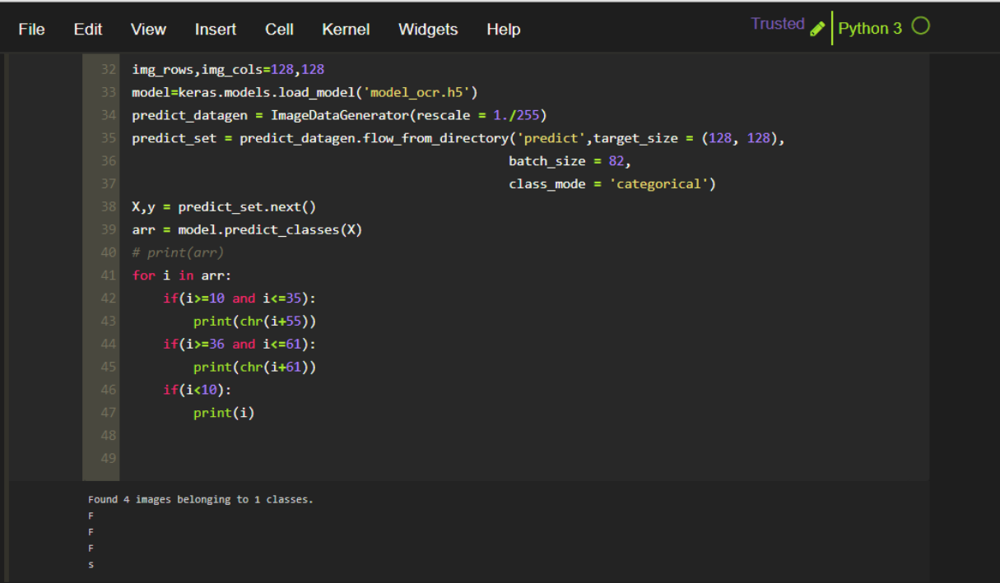 File Edit View Insert Cell Kernel Widgets Help Trusted Python 3
32 img_rows,img_cols=128,128
33 model=keras.models.load_model('model_ocr.h5')
34 predict_datagen = ImageDataGenerator(rescale = 1./255)
35 predict_set = predict_datagen.flow_from_directory('predict',target_size = (128, 128),
36                                                  batch_size = 82,
37                                                  class_mode = 'categorical')
38 X,y = predict_set.next()
39 arr = model.predict_classes(X)
40 # print(arr)
41 for i in arr:
42     if(i>=10 and i<=35):
43         print(chr(i+55))
44     if(i>=36 and i<=61):
45         print(chr(i+61))
46     if(i<10):
47         print(i)
48
49
Found 4 images belonging to 1 classes.
F
F
F
s